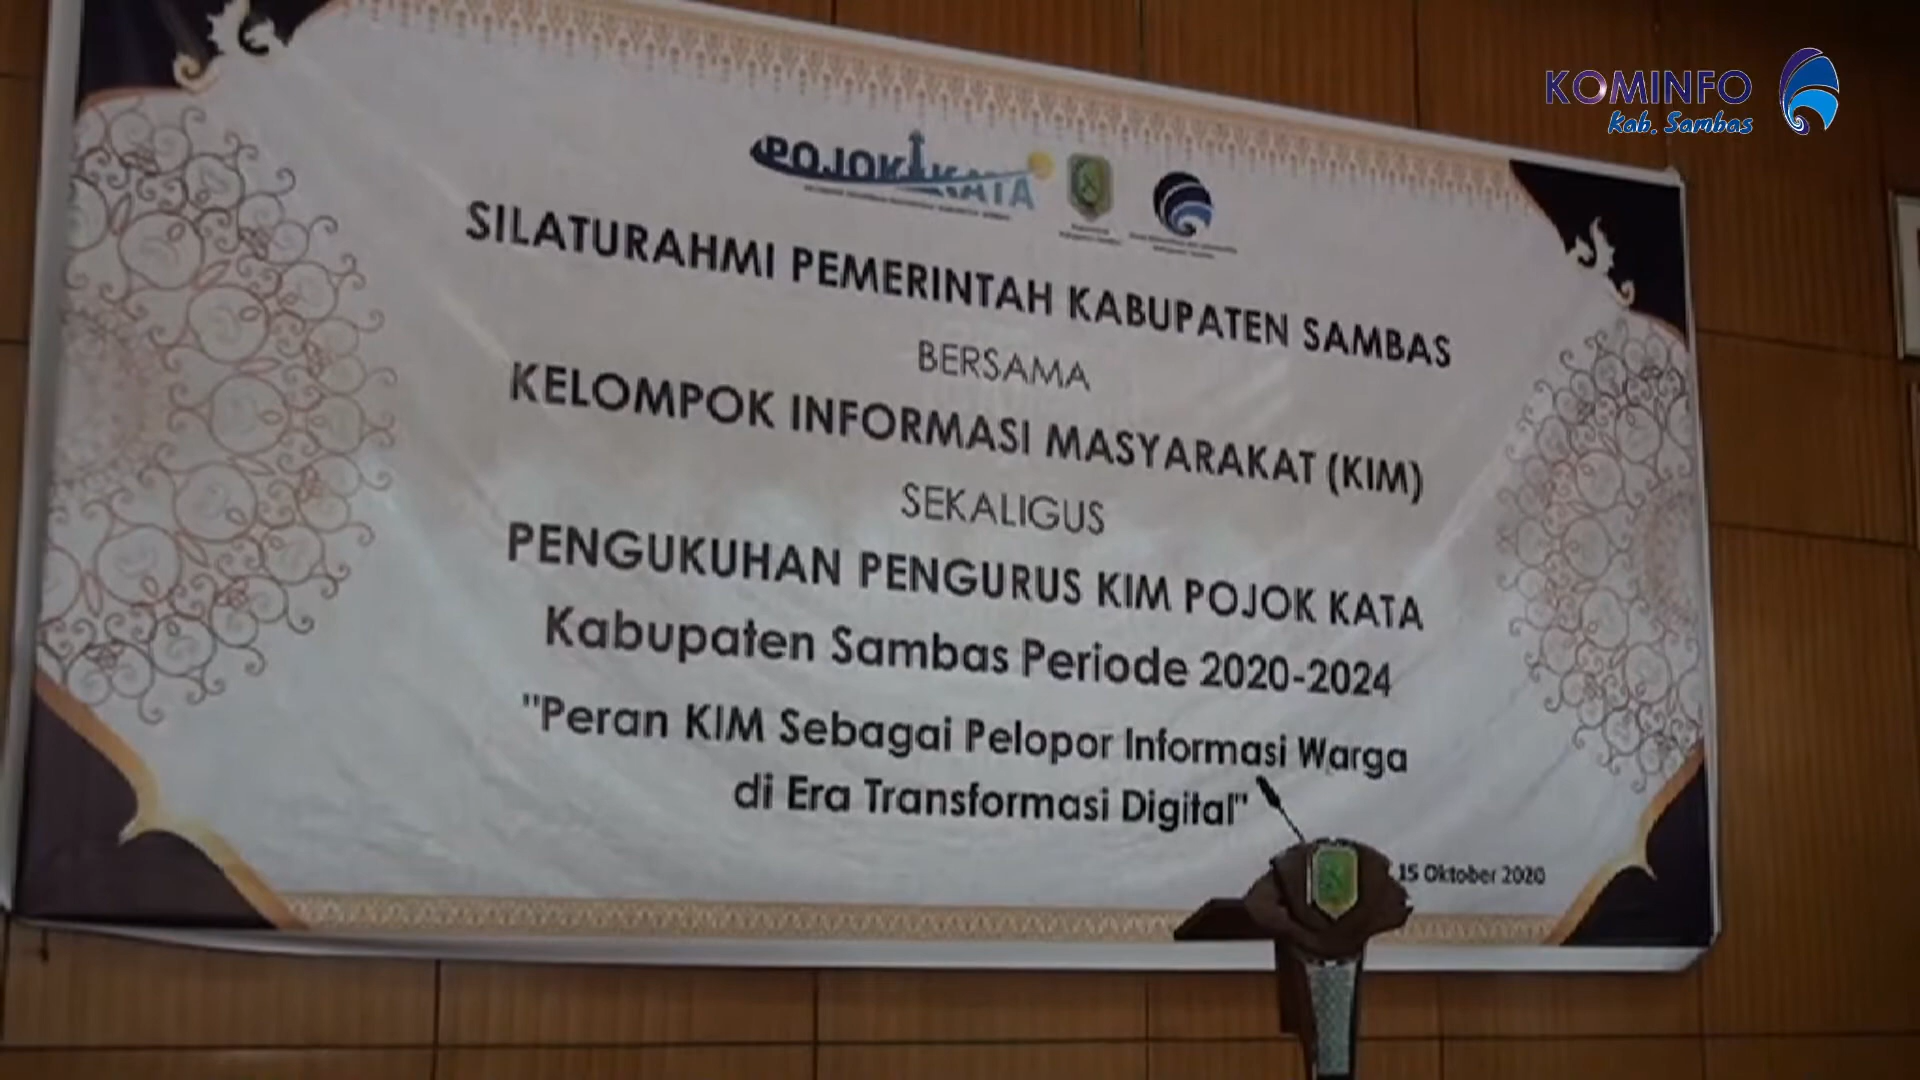 KOMINFO
Kab. Sambas
POJOK KATA
SILATURAHMI PEMERINTAH KABUPATEN SAMBAS
BERSAMA
KELOMPOK INFORMASI MASYARAKAT (KIM)
SEKALIGUS
PENGUKUHAN PENGURUS KIM POJOK KATA
Kabupaten Sambas Periode 2020-2024
"Peran KIM Sebagai Pelopor Informasi Warga
di Era Transformasi Digital"
15 Oktober 2020